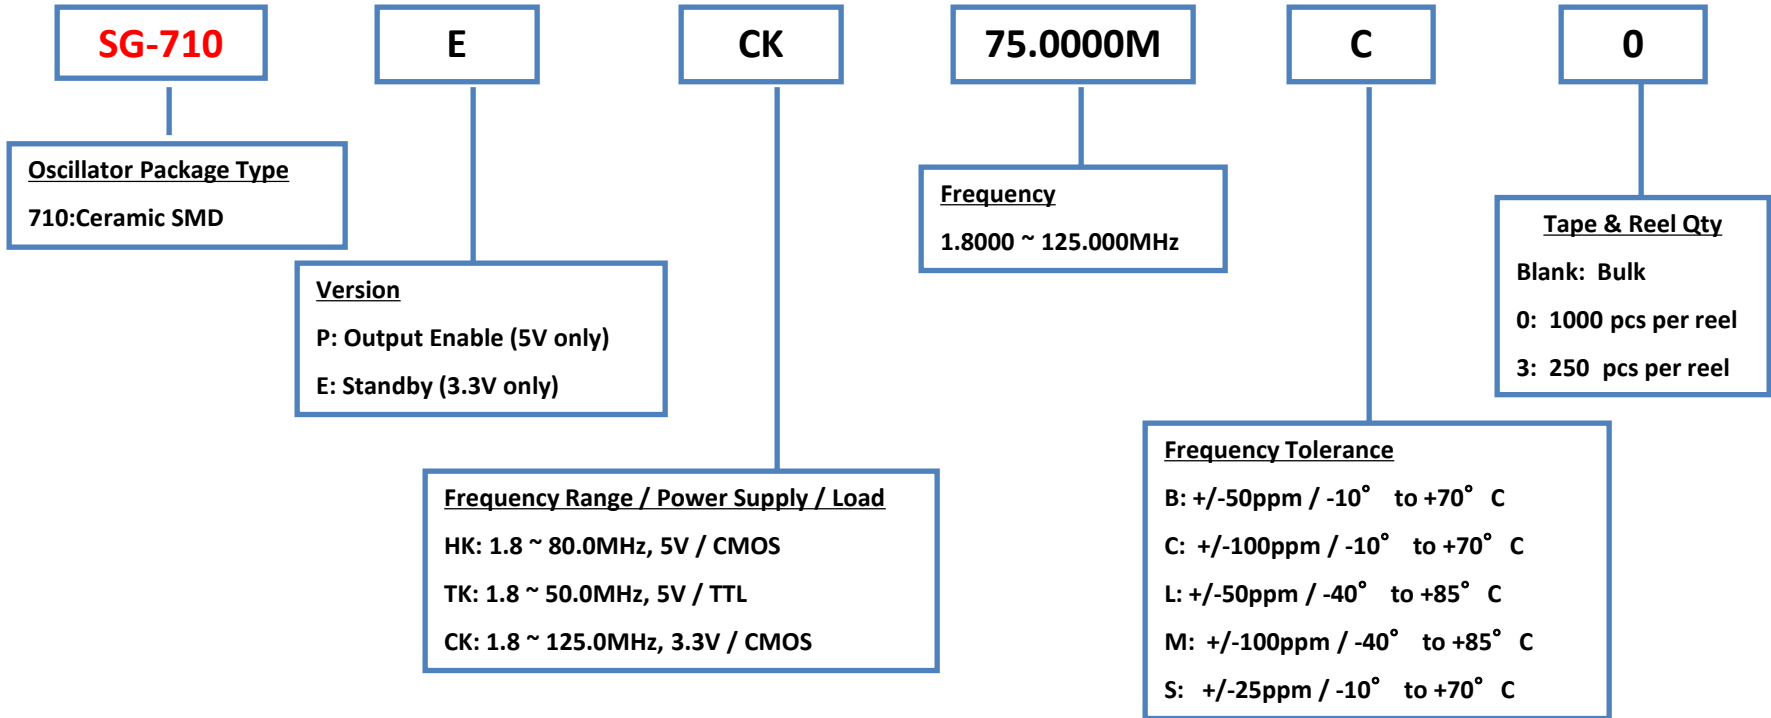 SG-710
E
CK
75.0000M
C
0
Oscillator Package Type
710:Ceramic SMD
Version
P: Output Enable (5V only)
E: Standby (3.3V only)
Frequency Range / Power Supply / Load
HK: 1.8 ~ 80.0MHz, 5V / CMOS
TK: 1.8 ~ 50.0MHz, 5V / TTL
CK: 1.8 ~ 125.0MHz, 3.3V / CMOS
Frequency
1.8000 ~ 125.000MHz
Frequency Tolerance
B: +/-50ppm / -10° to +70° C
C: +/-100ppm / -10° to +70° C
L: +/-50ppm / -40° to +85° C
M: +/-100ppm / -40° to +85° C
S: +/-25ppm / -10° to +70° C
Tape & Reel Qty
Blank: Bulk
0: 1000 pcs per reel
3: 250 pcs per reel